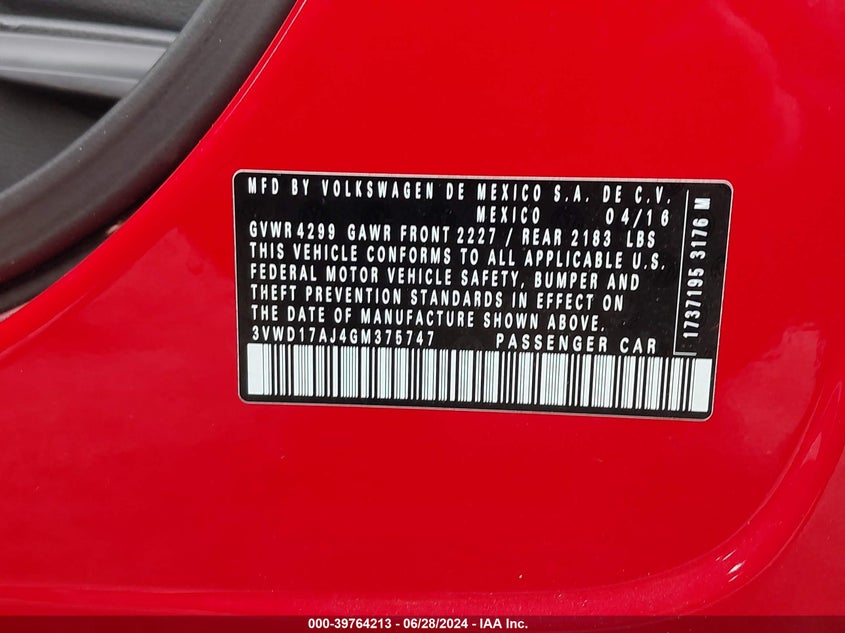 MFD BY VOLKSWAGEN DE MEXICO S.A. DE C.V.
MEXICO 04/16
GVWR 4299 GAWR FRONT 2227 / REAR 2183 LBS
THIS VEHICLE CONFORMS TO ALL APPLICABLE U.S.
FEDERAL MOTOR VEHICLE SAFETY, BUMPER AND
THEFT PREVENTION STANDARDS IN EFFECT ON
THE DATE OF MANUFACTURE SHOWN ABOVE.
3VWD17AJ4GM375747 PASSENGER CAR
1737195 3176 M
000-39764213 - 06/28/2024 - IAA Inc.